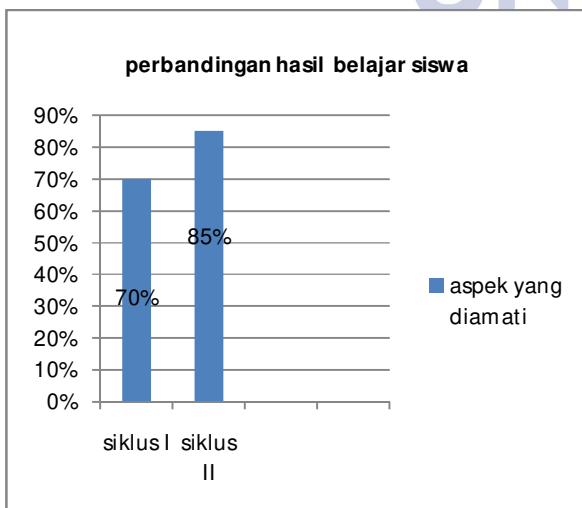 perbandingan hasil belajar siswa
90%
80%
70%
60%
50%
40%
30%
20%
10%
0%
70%
85%
siklus I siklus
II
aspek yang
diamati